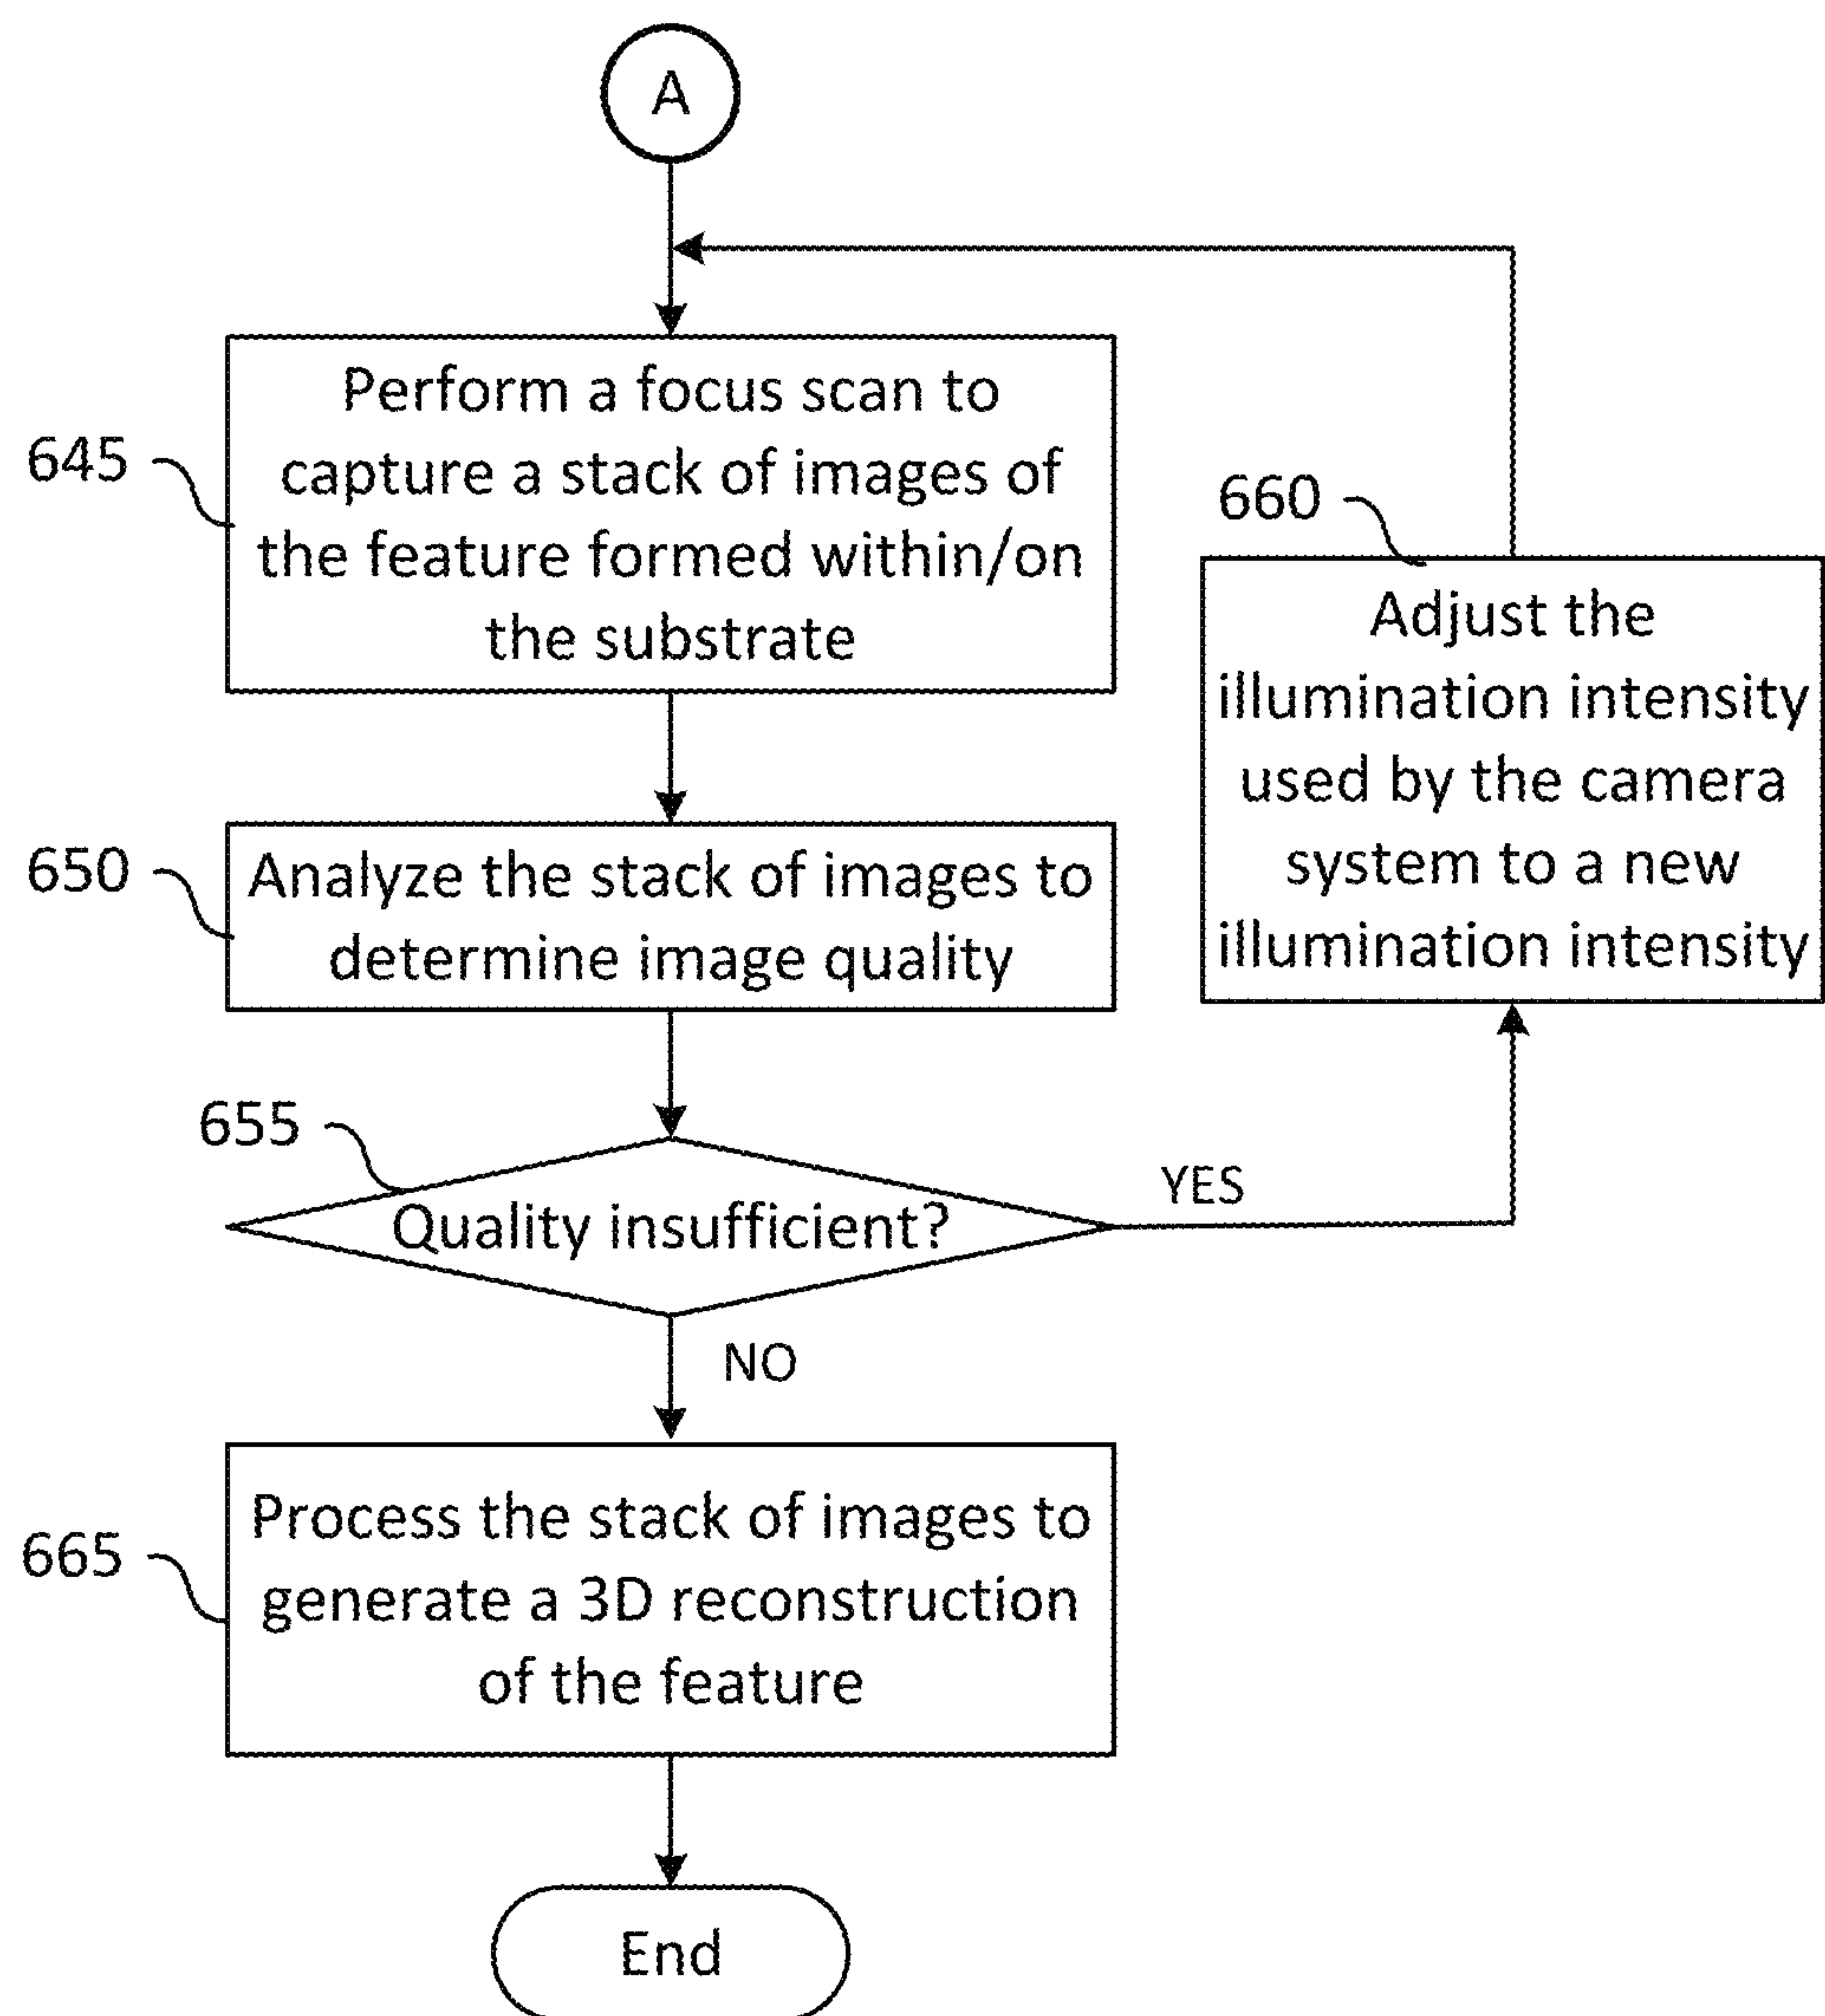 A
645
Perform a focus scan to
capture a stack of images of
the feature formed within/on
the substrate
660
Adjust the
illumination intensity
used by the camera
system to a new
illumination intensity
650
Analyze the stack of images to
determine image quality
655
Quality insufficient?
YES
NO
665
Process the stack of images to
generate a 3D reconstruction
of the feature
End